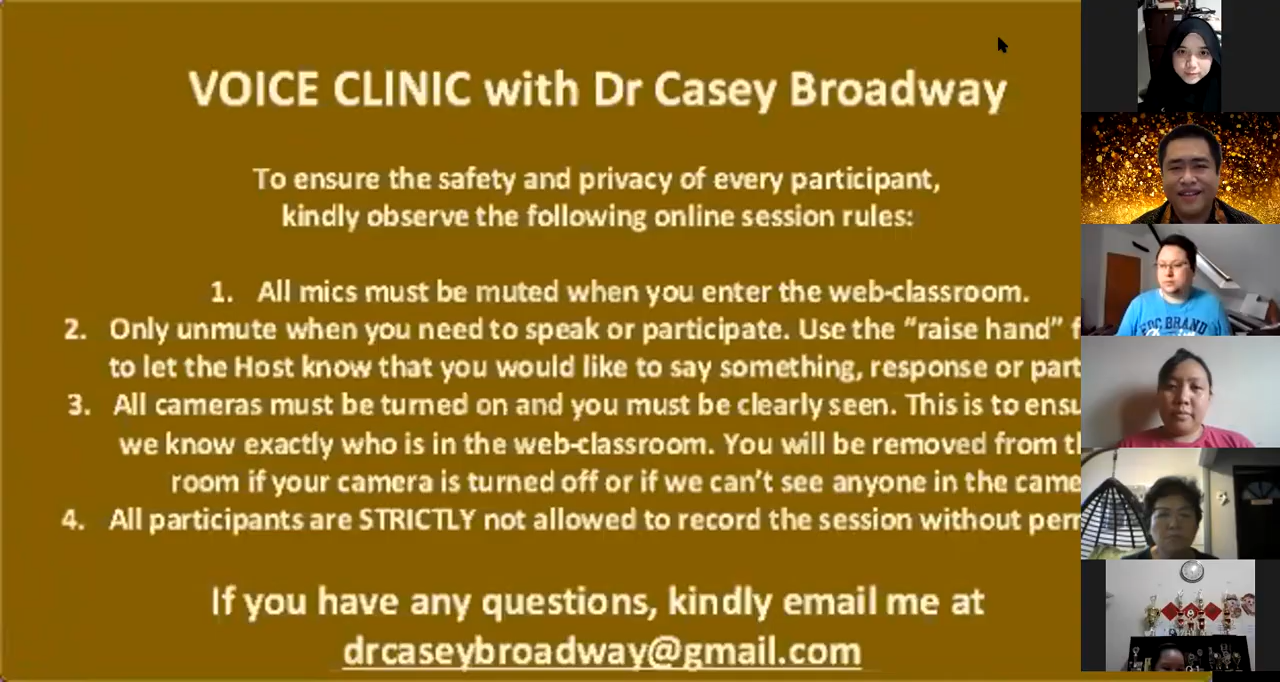 VOICE CLINIC with Dr Casey Broadway
To ensure the safety and privacy of every participant,
kindly observe the following online session rules:
1. All mics must be muted when you enter the web-classroom.
2. Only unmute when you need to speak or participate. Use the “raise hand”
to let the Host know that you would like to say something, response or
3. All cameras must be turned on and you must be clearly seen. This is to
we know exactly who is in the web-classroom. You will be removed from
room if your camera is turned off or if we can’t see anyone in the
4. All participants are STRICTLY not allowed to record the session without
If you have any questions, kindly email me at
drcaseybroadway@gmail.com
BRAND